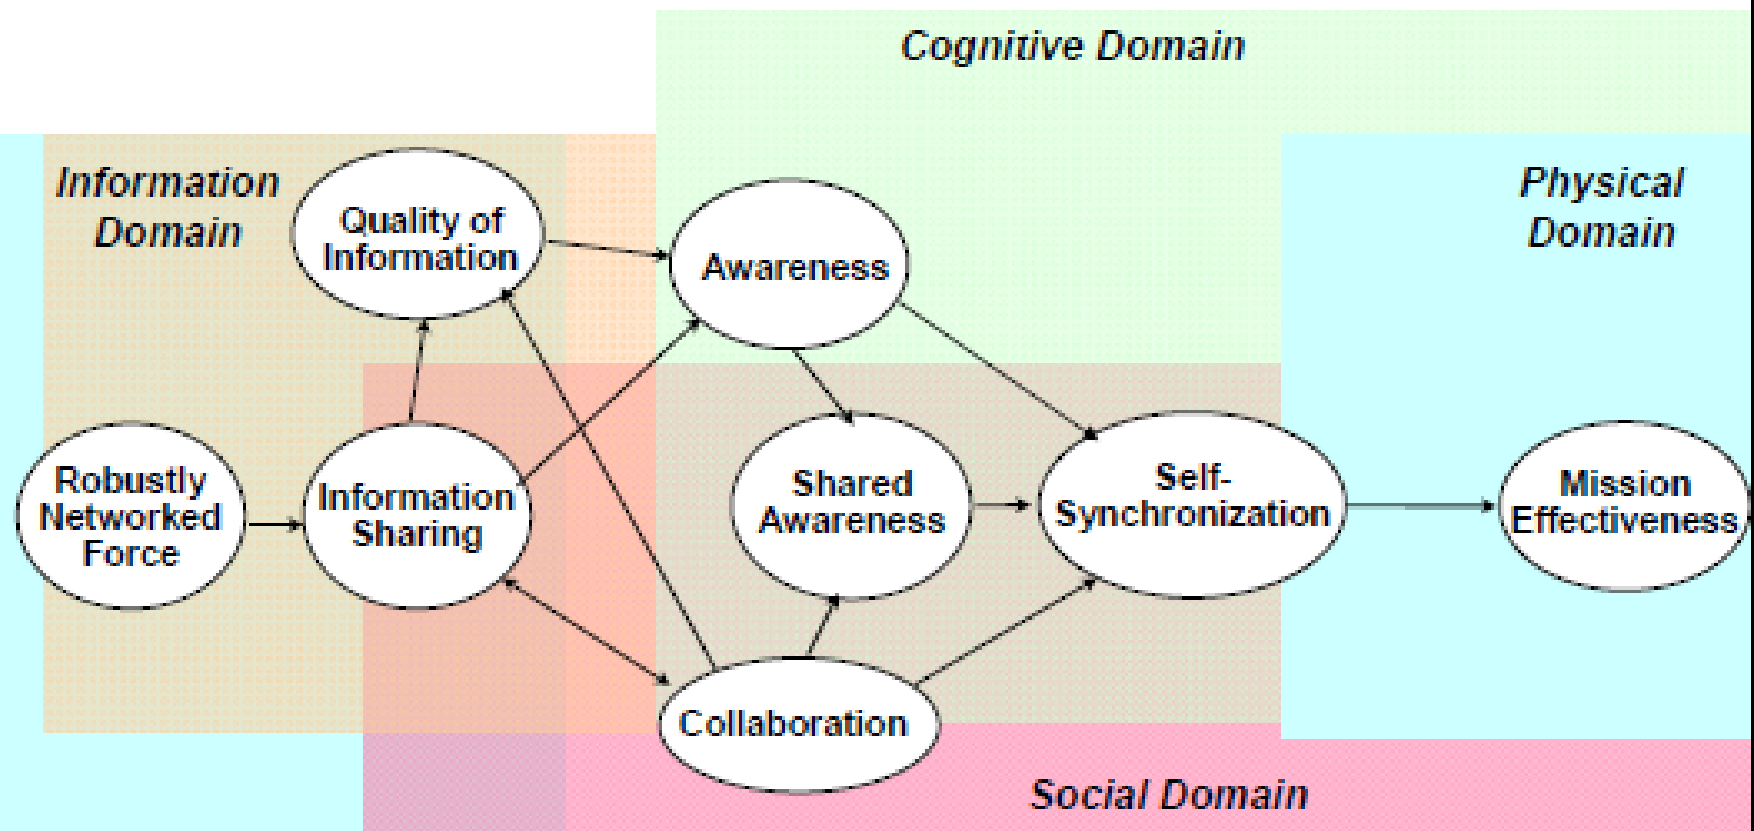 Cognitive Domain
Information
Domain
Physical
Domain
Quality of
Information
Awareness
Robustly
Networked
Force
Information
Sharing
Shared
Awareness
Self-
Synchronization
Mission
Effectiveness
Collaboration
Social Domain